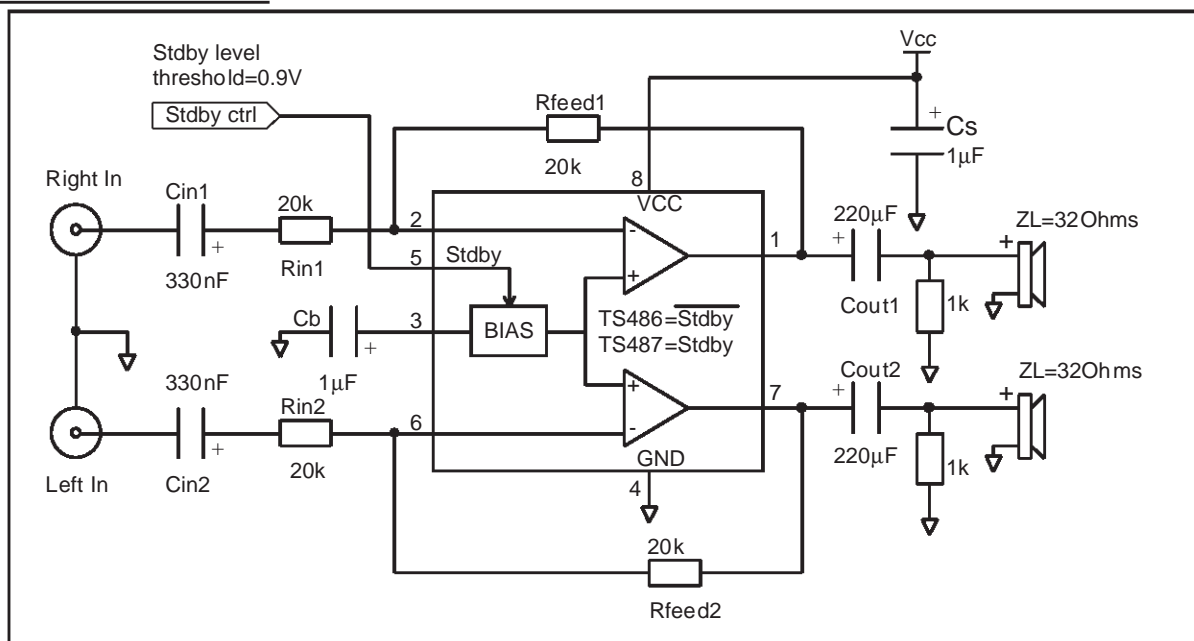 Stdby level
threshold=0.9V
Stdby ctrl
Vcc
+
Cs
1µF
Rfeed1
20k
8
VCC
Right In
Cin1
+
330nF
20k
Rin1
2
-
5
Stdby
+
1
220µF
+
Cout1
1k
+
ZL=32Ohms
Cb
+
1µF
3
BIAS
TS486=Stdby
TS487=Stdby
330nF
+
Cin2
Left In
Rin2
20k
6
+
-
7
Cout2
+
220µF
1k
+
ZL=32Ohms
GND
4
20k
Rfeed2